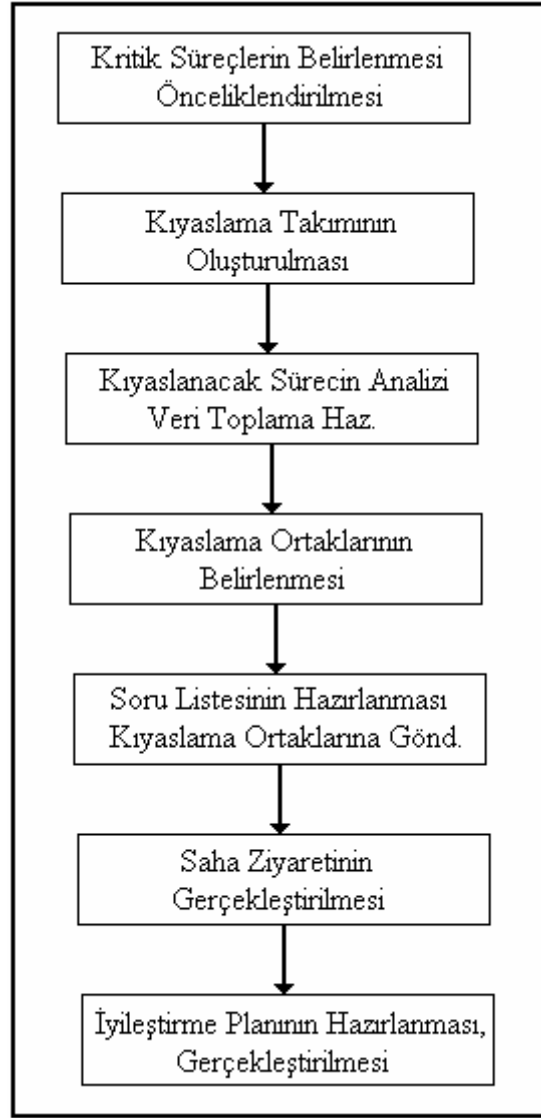 Kritik Süreçlerin Belirlenmesi
Önceliklendirilmesi
Kıyaslama Takımının
Oluşturulması
Kıyaslanacak Sürecin Analizi
Veri Toplama Haz.
Kıyaslama Ortaklarının
Belirlenmesi
Soru Listesinin Hazırlanması
Kıyaslama Ortaklarına Gönd.
Saha Ziyaretinin
Gerçekleştirilmesi
İyileştirme Planının Hazırlanması,
Gerçekleştirilmesi